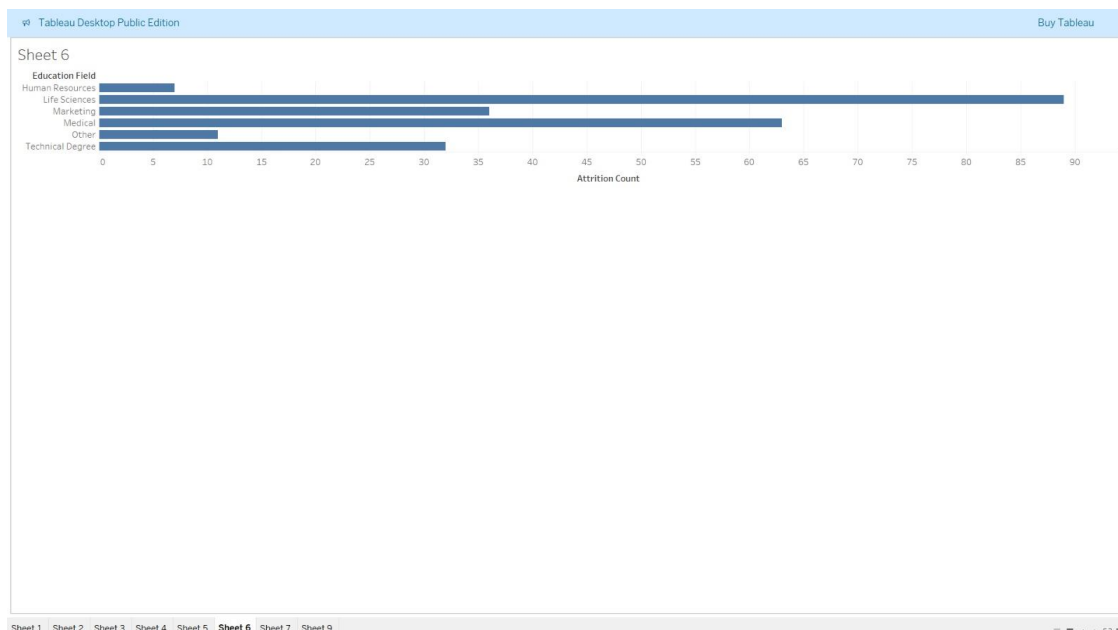 Tableau Desktop Public Edition Buy Tableau
Sheet 6
Education Field
Human Resources
Life Sciences
Marketing
Medical
Other
Technical Degree
0 5 10 15 20 25 30 35 40 45 50 55 60 65 70 75 80 85 90
Attrition Count
Sheet 1 Sheet 2 Sheet 3 Sheet 4 Sheet 5 Sheet 6 Sheet 7 Sheet 9